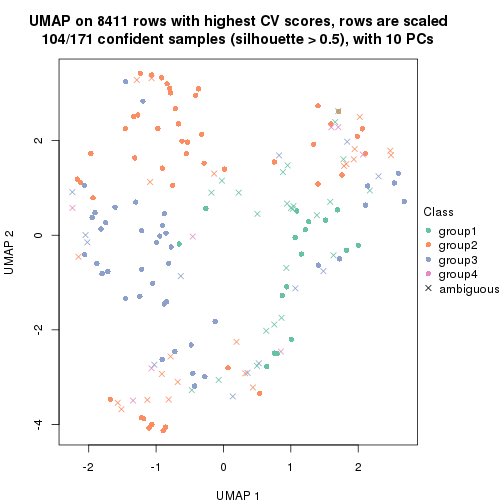 UMAP on 8411 rows with highest CV scores, rows are scaled
104/171 confident samples (silhouette > 0.5), with 10 PCs
UMAP 2
2
0
-2
-4
-2
-1
0
1
2
UMAP 1
Class
group1
group2
group3
group4
ambiguous